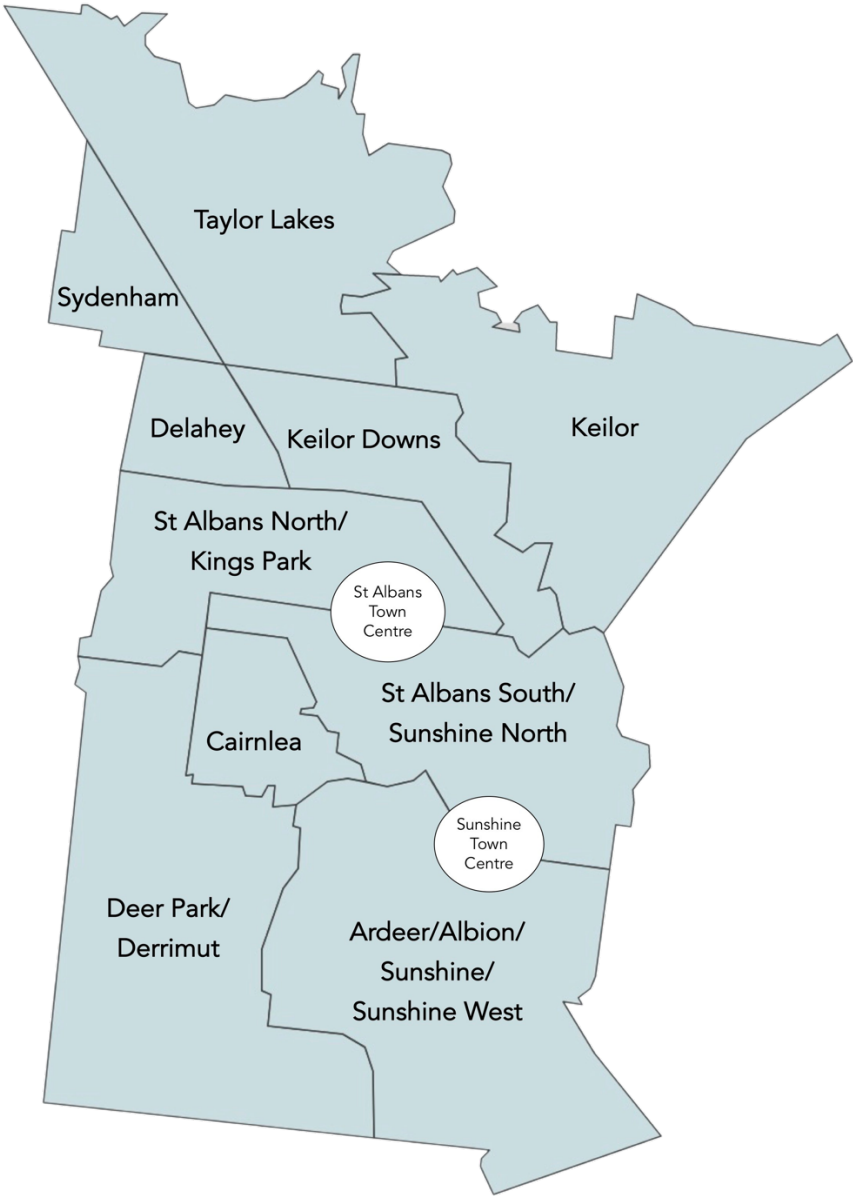 Taylor Lakes
Sydenham
Delahey
Keilor Downs
Keilor
St Albans North/
Kings Park
St Albans
Town
Centre
St Albans South/
Sunshine North
Cairnlea
Sunshine
Town
Centre
Deer Park/
Derrimut
Ardeer/Albion/
Sunshine/
Sunshine West